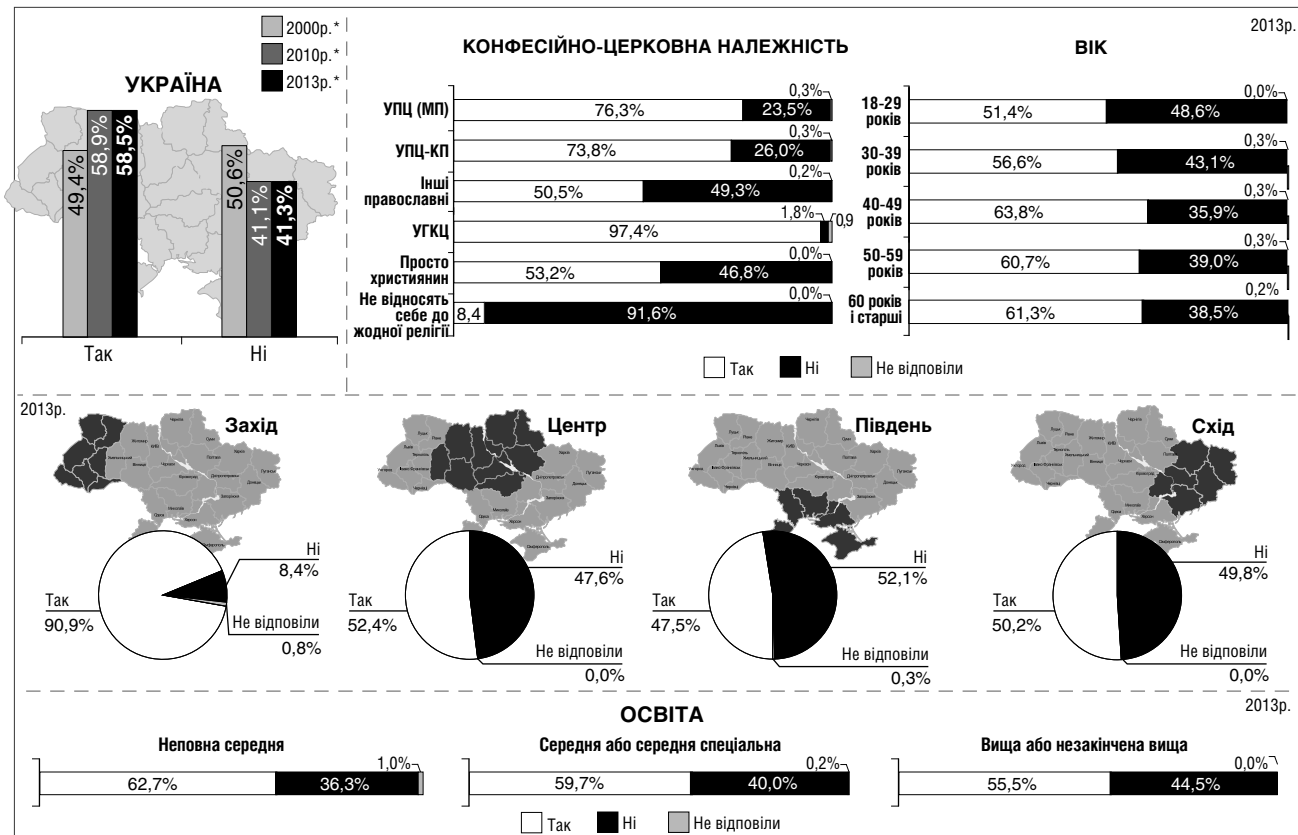 2000р. *
2010р. *
2013р. *
УКРАЇНА
49,4%
58,9%
58,5%
50,6%
41,1%
41,3%
Так
Ні
2013р.
КОНФЕСІЙНО-ЦЕРКОВНА НАЛЕЖНІСТЬ
УПЦ (МП)
76,3%
23,5%
0,3%
УПЦ-КП
73,8%
26,0%
0,3%
Інші
православні
50,5%
49,3%
0,2%
УГКЦ
97,4%
1,8%
0,9
Просто
християнин
53,2%
46,8%
0,0%
Не відносять
себе до
жодної релігії
8,4
91,6%
0,0%
ВІК
18-29
років
51,4%
48,6%
0,0%
30-39
років
56,6%
43,1%
0,3%
40-49
років
63,8%
35,9%
0,3%
50-59
років
60,7%
39,0%
0,3%
60 років
і старші
61,3%
38,5%
0,2%
Так
Ні
Не відповіли
2013р.
Захід
Так
90,9%
Ні
8,4%
Не відповіли
0,8%
Центр
Так
52,4%
Ні
47,6%
Не відповіли
0,0%
Південь
Так
47,5%
Ні
52,1%
Не відповіли
0,3%
Схід
Так
50,2%
Ні
49,8%
Не відповіли
0,0%
2013р.
ОСВІТА
Неповна середня
62,7%
36,3%
1,0%
Середня або середня спеціальна
59,7%
40,0%
0,2%
Вища або незакінчена вища
55,5%
44,5%
0,0%
Так
Ні
Не відповіли